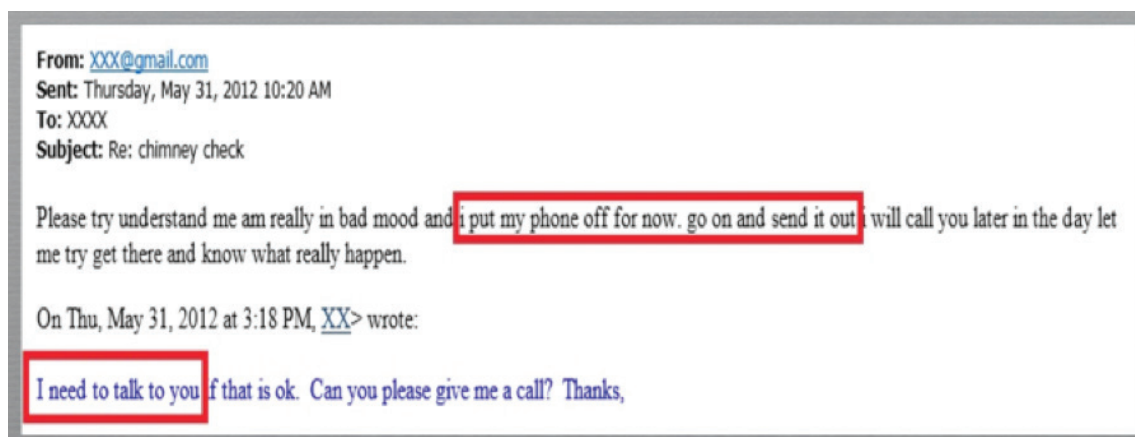 From: XXX@gmail.com
Sent: Thursday, May 31, 2012 10:20 AM
To: XXXX
Subject: Re: chimney check
Please try understand me am really in bad mood and i put my phone off for now. go on and send it out i will call you later in the day let
me try get there and know what really happen.
On Thu, May 31, 2012 at 3:18 PM, XX> wrote:
I need to talk to you if that is ok. Can you please give me a call? Thanks,